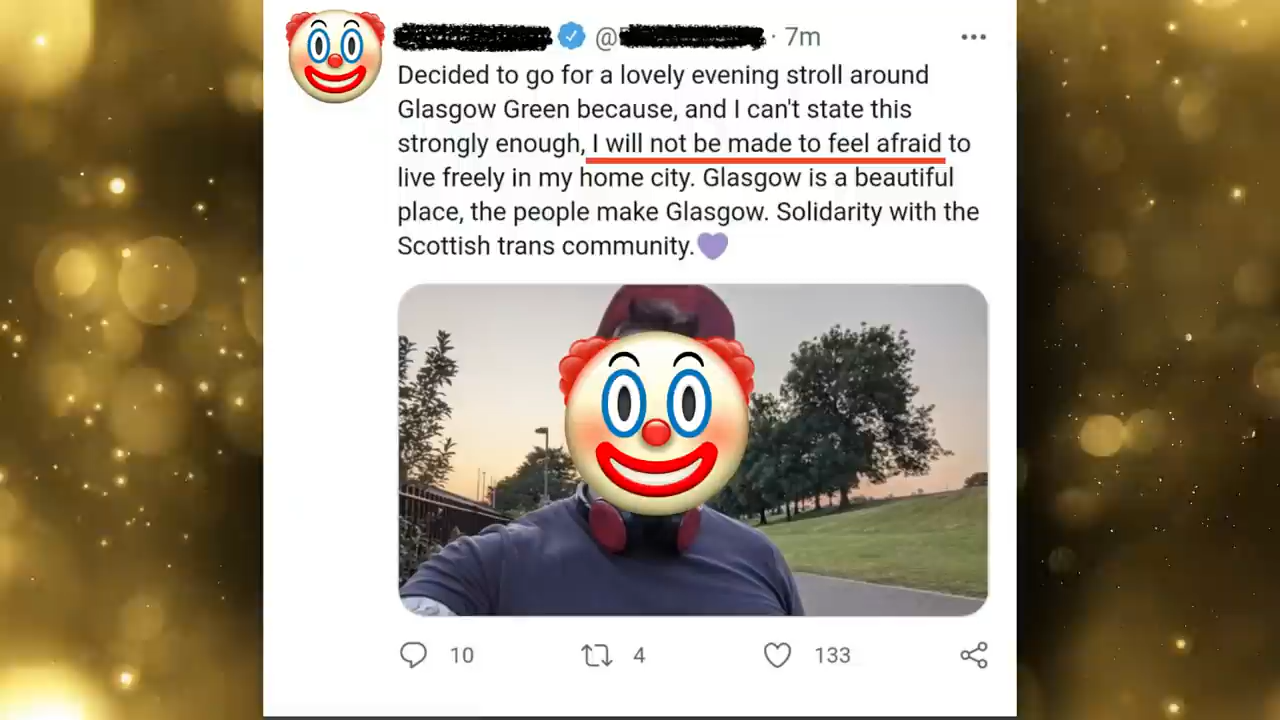 @ · 7m
Decided to go for a lovely evening stroll around
Glasgow Green because, and I can't state this
strongly enough, I will not be made to feel afraid to
live freely in my home city. Glasgow is a beautiful
place, the people make Glasgow. Solidarity with the
Scottish trans community.💜
10 4 133